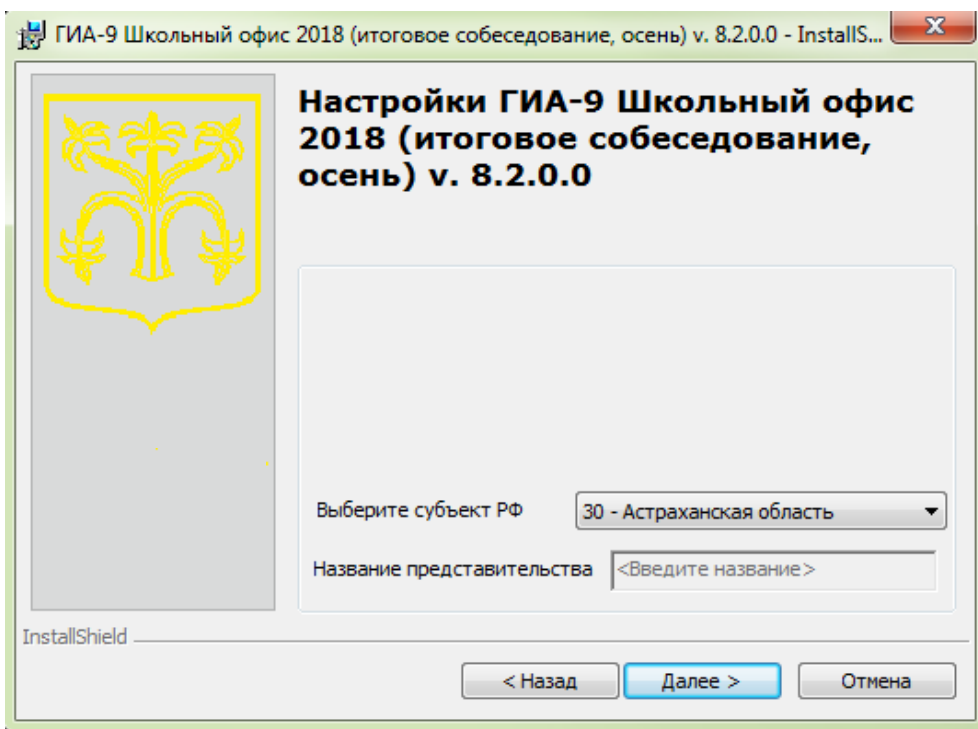 ГИА-9 Школьный офис 2018 (итоговое собеседование, осень) v. 8.2.0.0 - InstallS...
Настройки ГИА-9 Школьный офис
2018 (итоговое собеседование,
осень) v. 8.2.0.0
Выберите субъект РФ
30 - Астраханская область
Название представительства
<Введите название>
InstallShield
< Назад
Далее >
Отмена